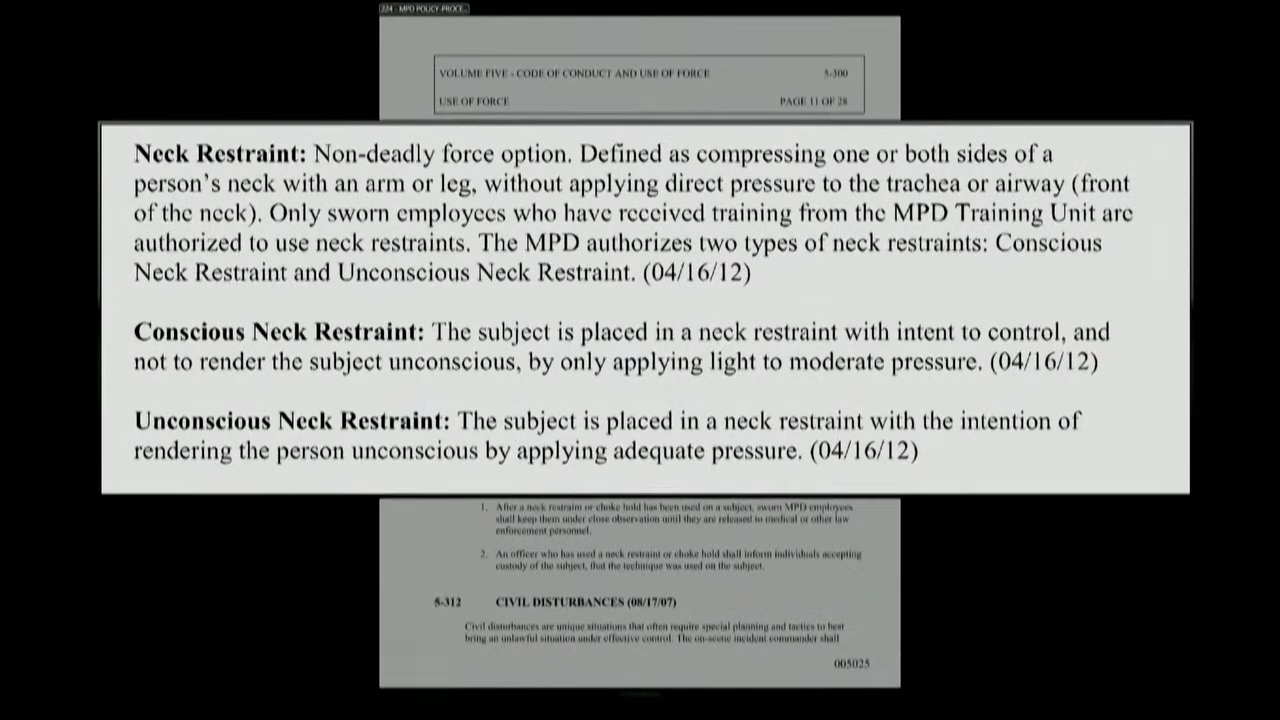 224 - MPD POLICY-PROCE...
VOLUME FIVE - CODE OF CONDUCT AND USE OF FORCE 5-300
USE OF FORCE PAGE 11 OF 28
Neck Restraint: Non-deadly force option. Defined as compressing one or both sides of a
person's neck with an arm or leg, without applying direct pressure to the trachea or airway (front
of the neck). Only sworn employees who have received training from the MPD Training Unit are
authorized to use neck restraints. The MPD authorizes two types of neck restraints: Conscious
Neck Restraint and Unconscious Neck Restraint. (04/16/12)
Conscious Neck Restraint: The subject is placed in a neck restraint with intent to control, and
not to render the subject unconscious, by only applying light to moderate pressure. (04/16/12)
Unconscious Neck Restraint: The subject is placed in a neck restraint with the intention of
rendering the person unconscious by applying adequate pressure. (04/16/12)
1. After a neck restraint or choke hold has been used on a subject, sworn MPD employees
shall keep them under close observation until they are released to medical or other law
enforcement personnel.
2. An officer who has used a neck restraint or choke hold shall inform individuals accepting
custody of the subject, that the technique was used on the subject.
5-312 CIVIL DISTURBANCES (08/17/07)
Civil disturbances are unique situations that often require special planning and tactics to best
bring an unlawful situation under effective control. The on-scene incident commander shall
005025